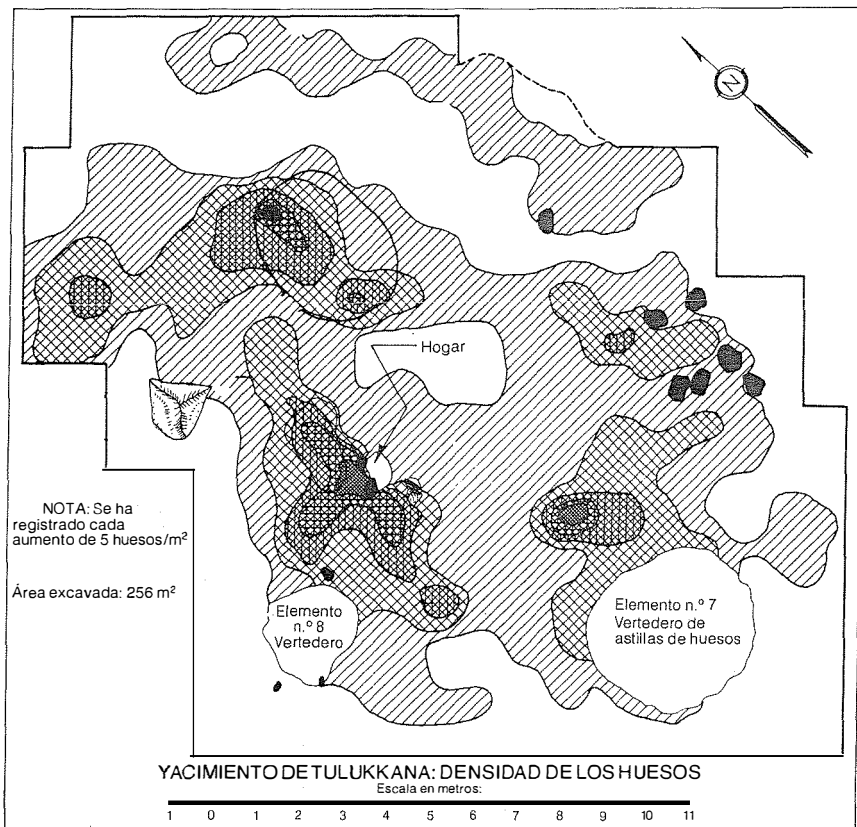 N
Hogar
NOTA: Se ha
registrado cada
aumento de 5 huesos/m²
Área excavada: 256 m²
Elemento
n.º 8
Vertedero
Elemento n.º 7
Vertedero de
astillas de huesos
YACIMIENTO DE TULUKKANA: DENSIDAD DE LOS HUESOS
Escala en metros:
1 0 1 2 3 4 5 6 7 8 9 10 11